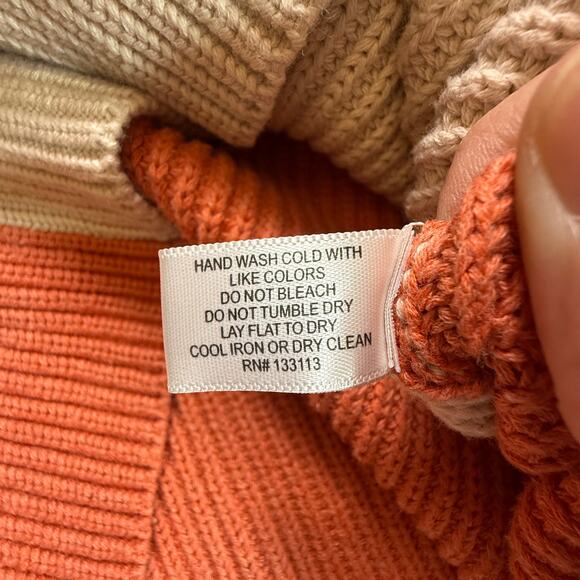 HAND WASH COLD WITH
LIKE COLORS
DO NOT BLEACH
DO NOT TUMBLE DRY
LAY FLAT TO DRY
COOL IRON OR DRY CLEAN
RN# 133113